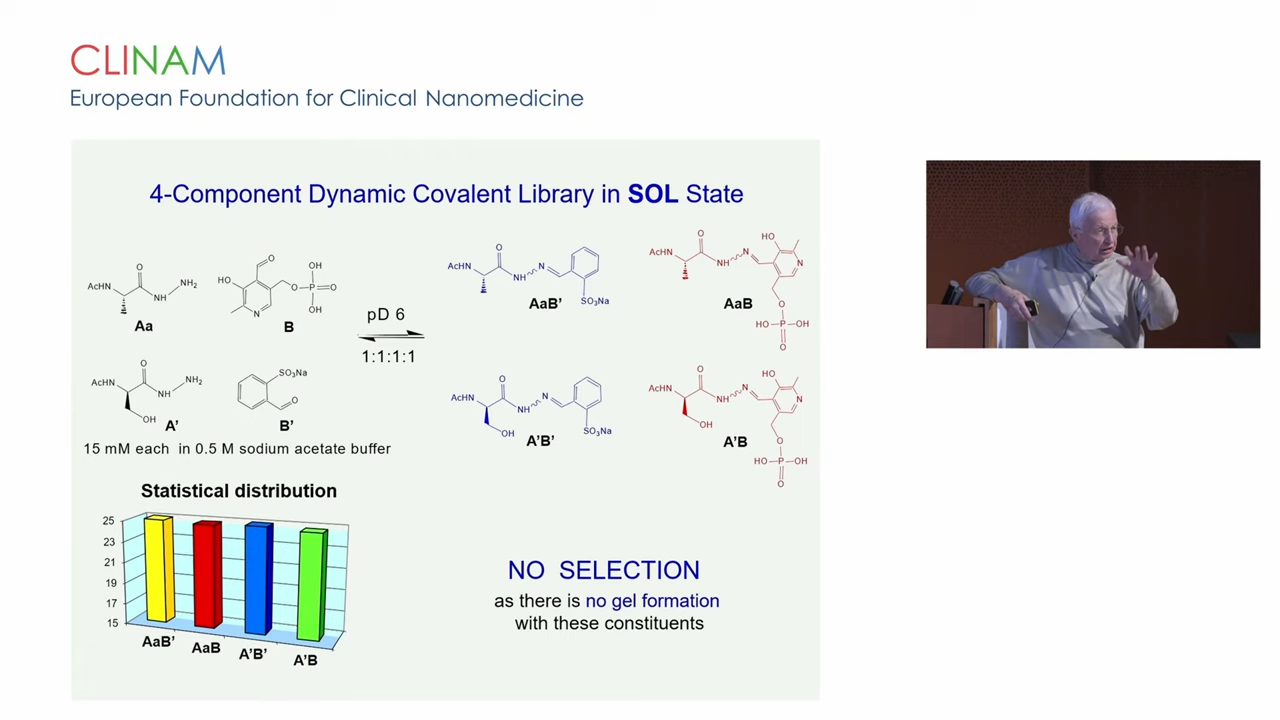 CLINAM
European Foundation for Clinical Nanomedicine
4-Component Dynamic Covalent Library in SOL State
AcHN
O
NH
NH₂
Aa
HO
O
N
O
P
OH
O
OH
B
AcHN
O
NH
NH₂
OH
A'
SO₃Na
O
B'
15 mM each in 0.5 M sodium acetate buffer
pD 6
1:1:1:1
AcHN
O
NH
N
SO₃Na
AaB'
AcHN
O
NH
N
HO
N
O
HO
P
OH
O
AaB
AcHN
O
NH
N
OH
SO₃Na
A'B'
AcHN
O
NH
N
OH
HO
N
O
HO
P
OH
O
A'B
Statistical distribution
25
23
21
19
17
15
AaB' AaB A'B' A'B
NO SELECTION
as there is no gel formation
with these constituents